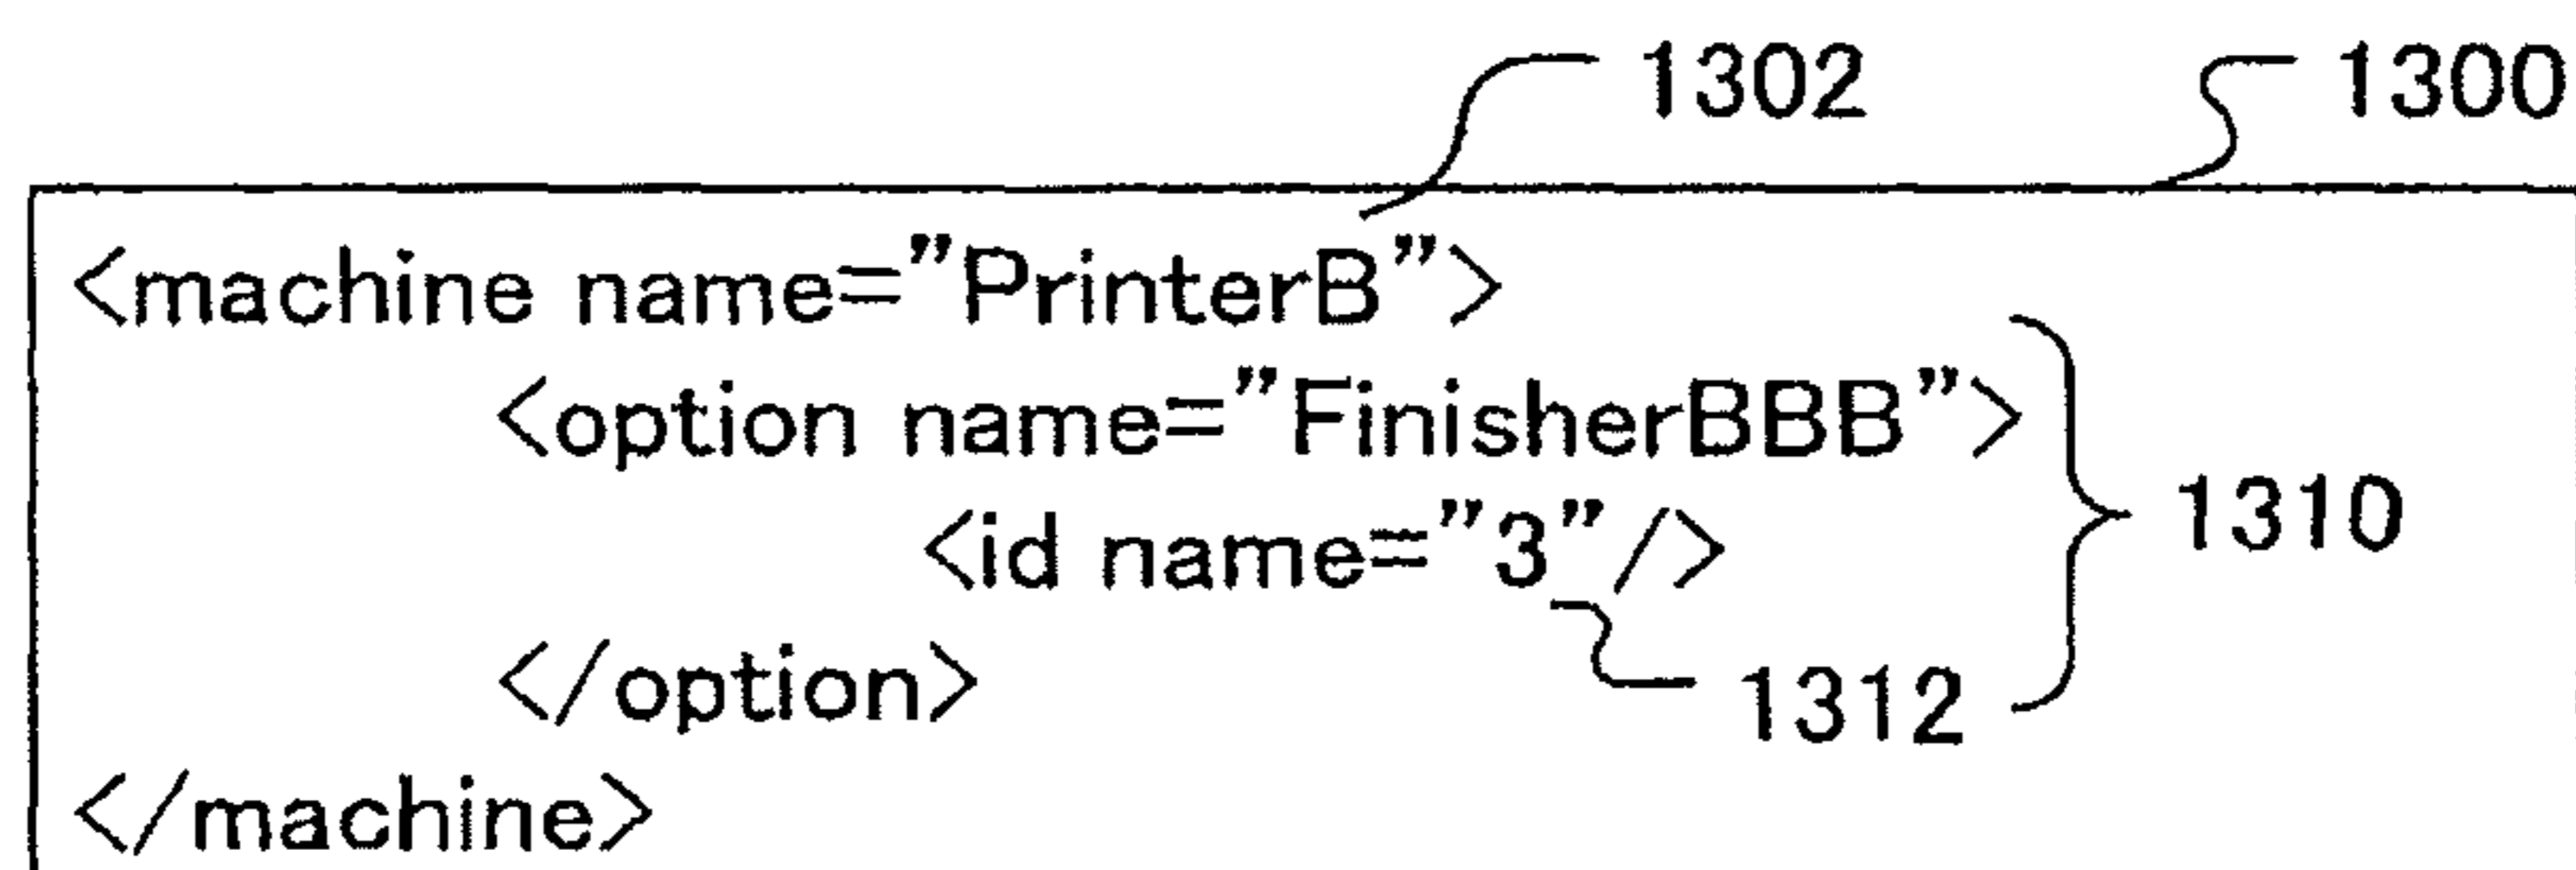 1302 1300
<machine name="PrinterB">
<option name="FinisherBBB">
<id name="3"/>
1310
</option>
1312
</machine>